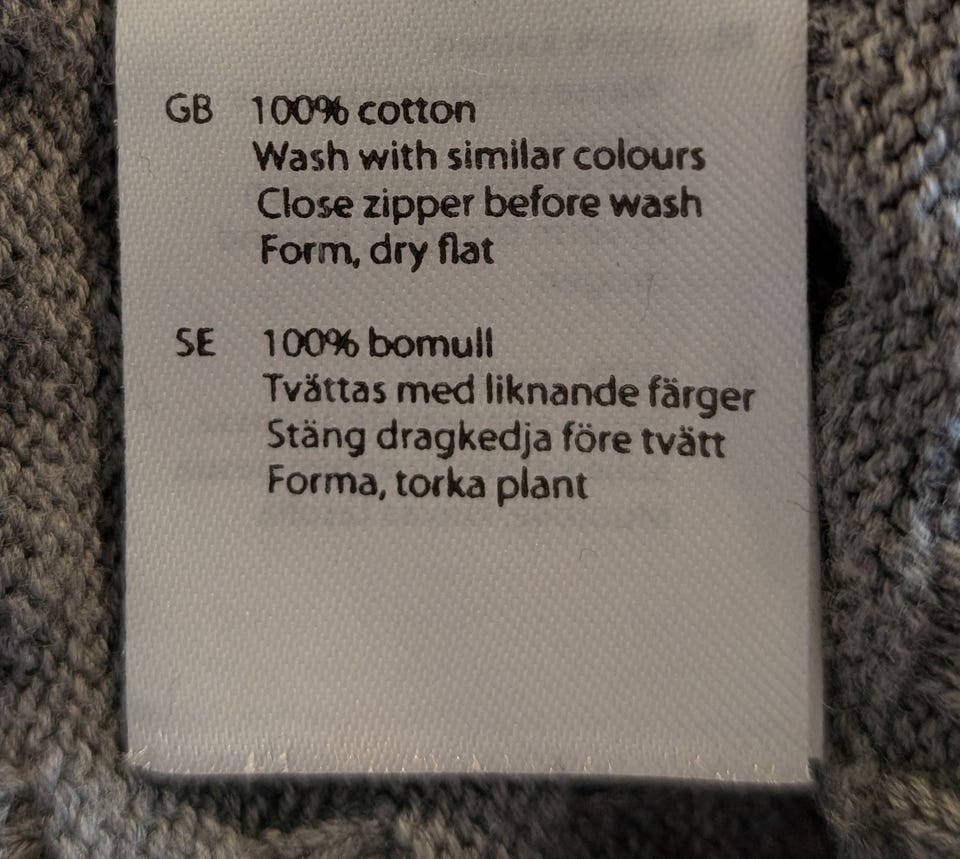 GB 100% cotton
Wash with similar colours
Close zipper before wash
Form, dry flat
SE 100% bomull
Tvättas med liknande färger
Stäng dragkedja före tvätt
Forma, torka plant